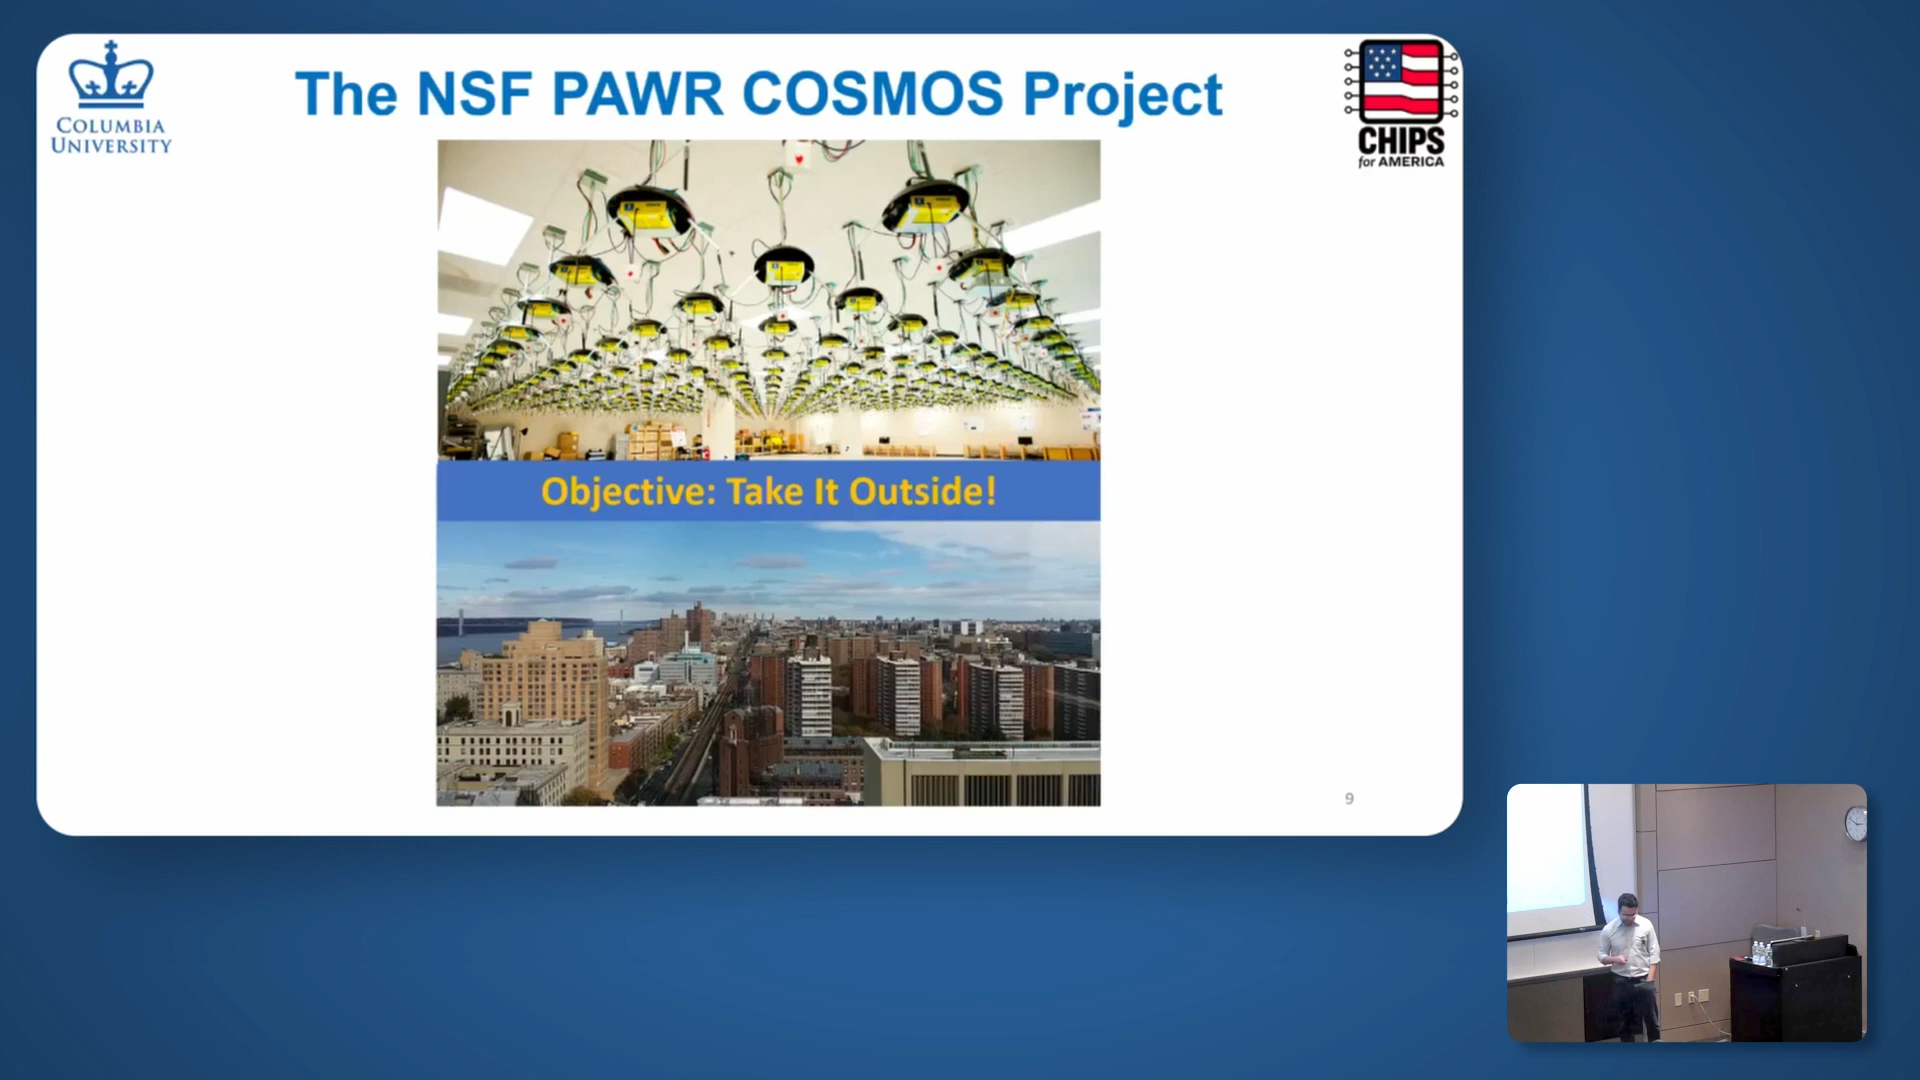 COLUMBIA
UNIVERSITY
The NSF PAWR COSMOS Project
CHIPS
for AMERICA
Objective: Take It Outside!
9